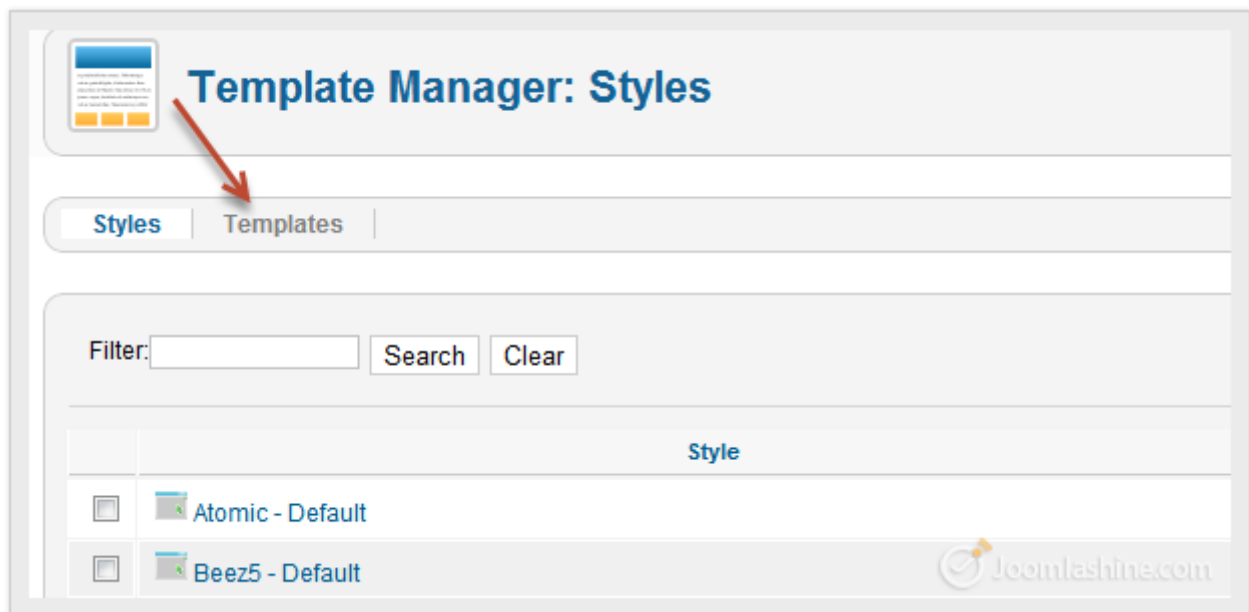 Template Manager: Styles
Styles Templates
Filter: Search Clear
Style
Atomic - Default
Beez5 - Default
Joomlashine.com